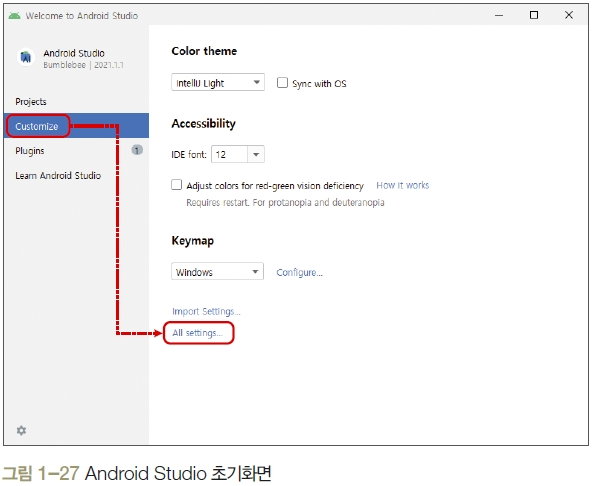 Welcome to Android Studio
Android Studio
Bumblebee | 2021.1.1
Projects
Customize
Plugins 1
Learn Android Studio
Color theme
IntelliJ Light Sync with OS
Accessibility
IDE font: 12
Adjust colors for red-green vision deficiency How it works
Requires restart. For protanopia and deuteranopia
Keymap
Windows Configure...
Import Settings...
All settings...
그림 1-27 Android Studio 초기화면